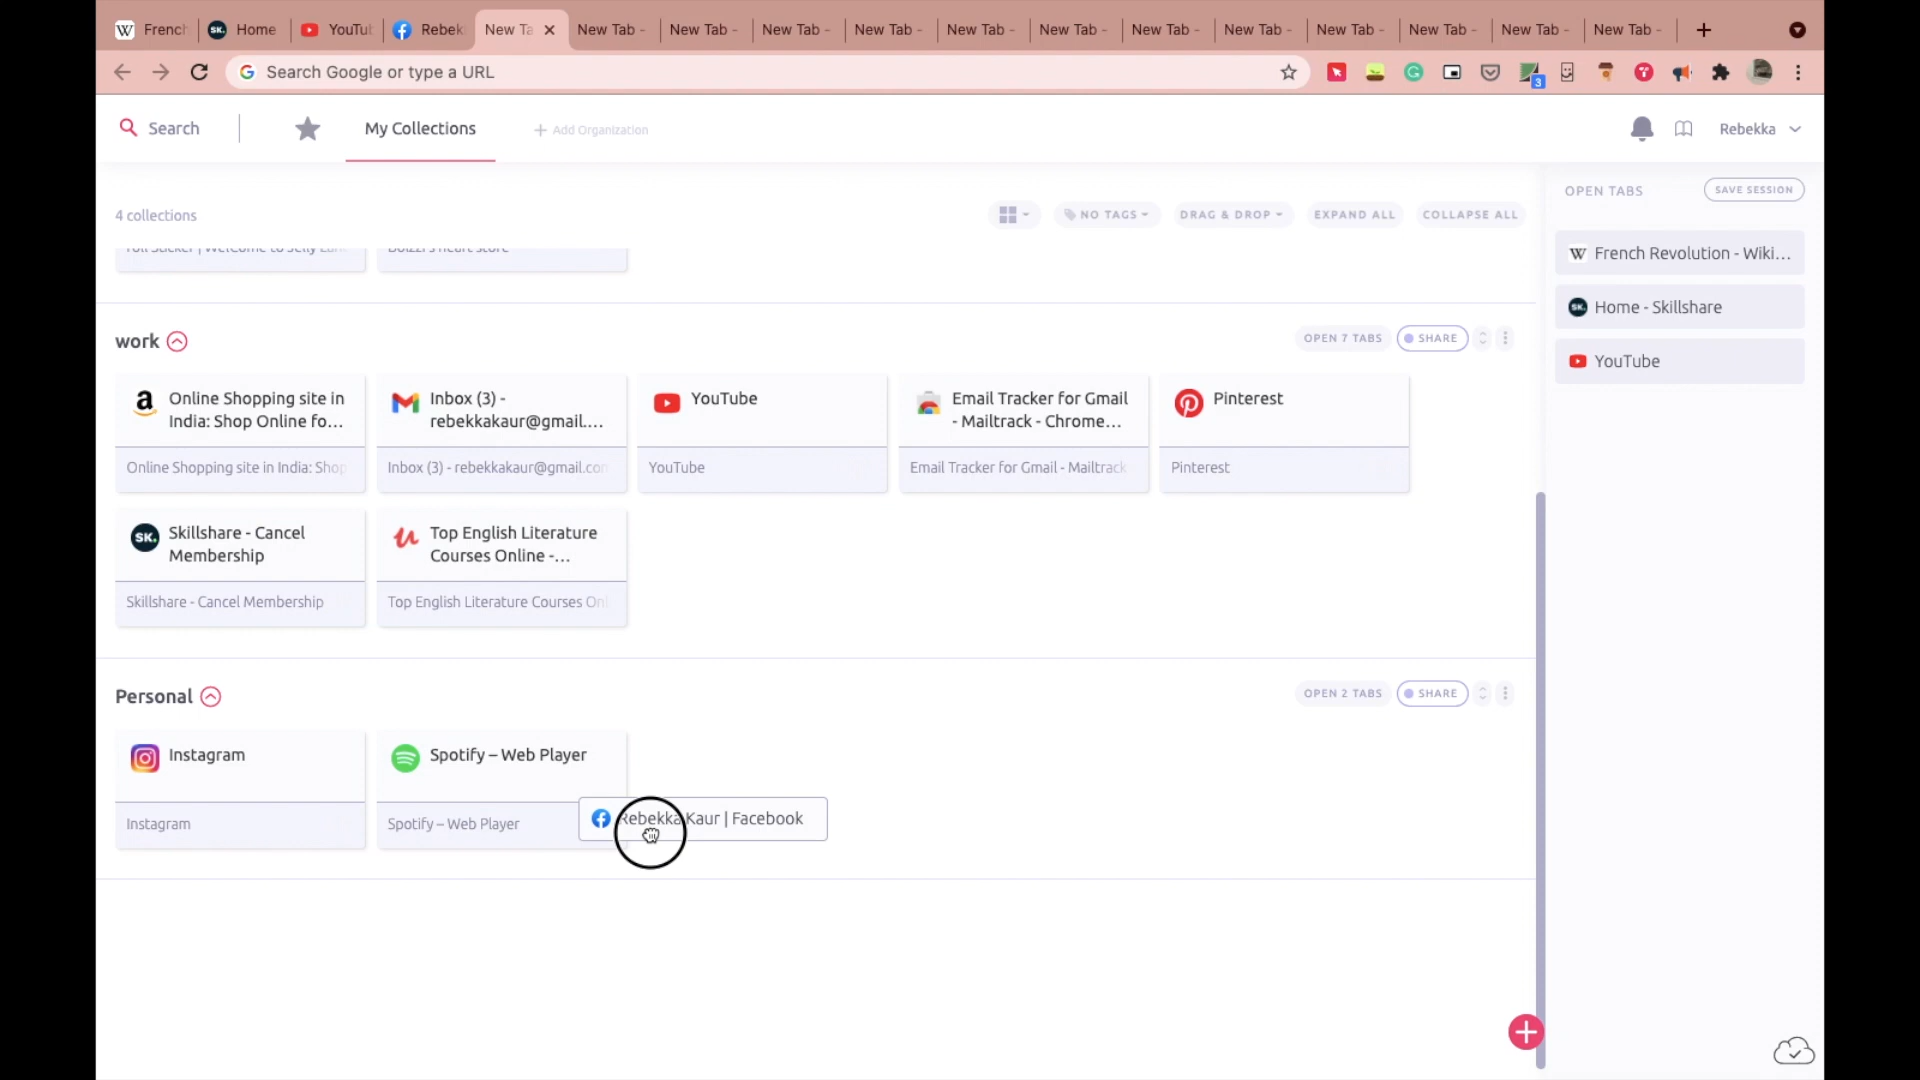 French
Home
YouTub
Rebek
New Ta
New Tab -
New Tab -
New Tab -
New Tab -
New Tab -
New Tab -
New Tab -
New Tab -
New Tab -
New Tab -
New Tab -
New Tab -
Search Google or type a URL
3
Search
My Collections
+ Add Organization
Rebekka
4 collections
NO TAGS
DRAG & DROP
EXPAND ALL
COLLAPSE ALL
OPEN TABS
SAVE SESSION
French Revolution - Wiki...
Home - Skillshare
YouTube
work
OPEN 7 TABS
SHARE
Online Shopping site in
India: Shop Online fo...
Online Shopping site in India: Shop
Inbox (3) -
rebekkakaur@gmail....
Inbox (3) - rebekkakaur@gmail.con
YouTube
YouTube
Email Tracker for Gmail
- Mailtrack - Chrome...
Email Tracker for Gmail - Mailtrack
Pinterest
Pinterest
SK.
Skillshare - Cancel
Membership
Skillshare - Cancel Membership
Top English Literature
Courses Online -...
Top English Literature Courses Onl
Personal
OPEN 2 TABS
SHARE
Instagram
Instagram
Spotify – Web Player
Spotify – Web Player
Rebekka Kaur | Facebook